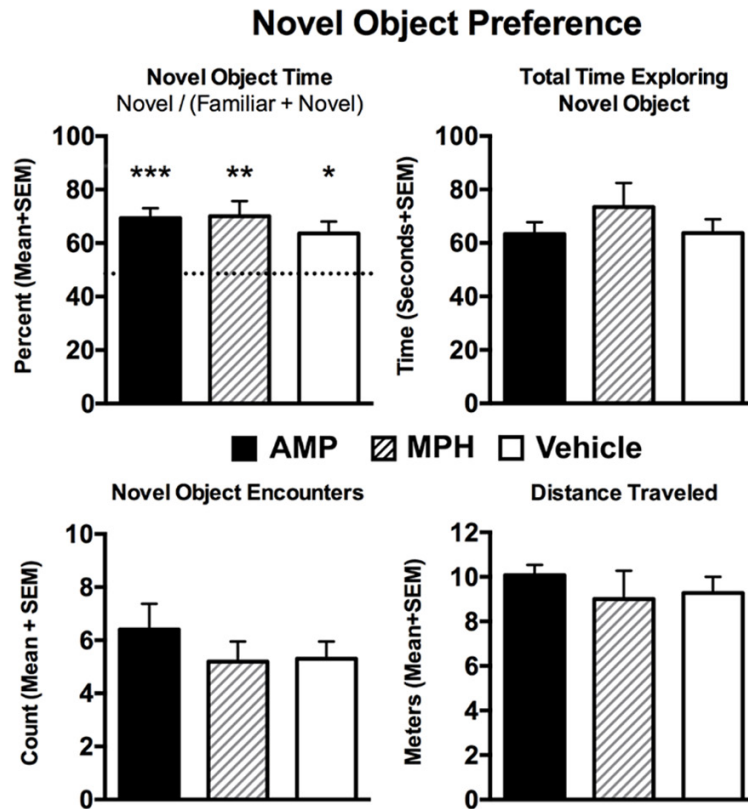 Novel Object Preference
Novel Object Time
Novel / (Familiar + Novel)
Percent (Mean+SEM)
100
80
60
40
20
0
***
**
*
Total Time Exploring
Novel Object
Time (Seconds+SEM)
100
80
60
40
20
0
AMP
MPH
Vehicle
Novel Object Encounters
Count (Mean + SEM)
10
8
6
4
2
0
Distance Traveled
Meters (Mean+SEM)
12
10
8
6
4
2
0